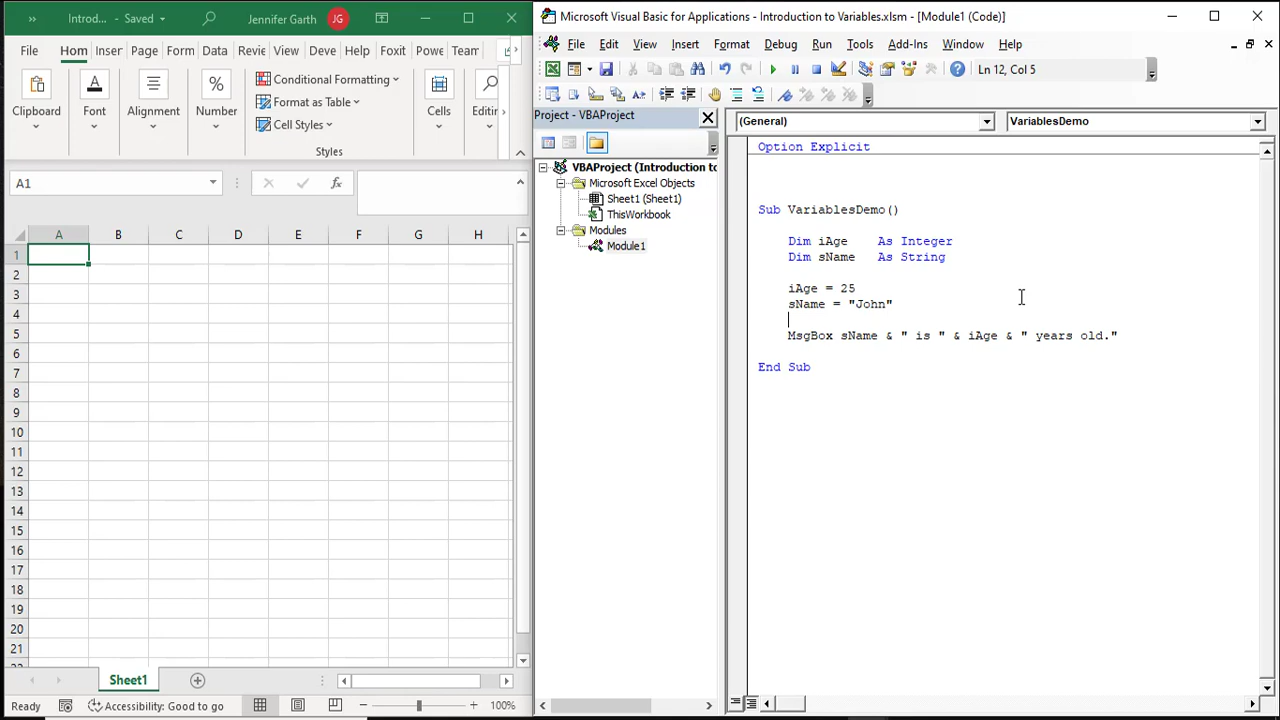 Introd... • Saved
Jennifer Garth
JG
File Hom Inser Page Form Data Revie View Deve Help Foxit Powe Team
Clipboard
Font
Alignment
Number
Conditional Formatting
Format as Table
Cell Styles
Styles
Cells
Editin
A1
fx
A B C D E F G H
1
2
3
4
5
6
7
8
9
10
11
12
13
14
15
16
17
18
19
20
21
Sheet1
Ready
Accessibility: Good to go
100%
Microsoft Visual Basic for Applications - Introduction to Variables.xlsm - [Module1 (Code)]
File Edit View Insert Format Debug Run Tools Add-Ins Window Help
Ln 12, Col 5
Project - VBAProject
VBAProject (Introduction to
Microsoft Excel Objects
Sheet1 (Sheet1)
ThisWorkbook
Modules
Module1
(General)
VariablesDemo
Option Explicit
Sub VariablesDemo()
Dim iAge As Integer
Dim sName As String
iAge = 25
sName = "John"
MsgBox sName & " is " & iAge & " years old."
End Sub